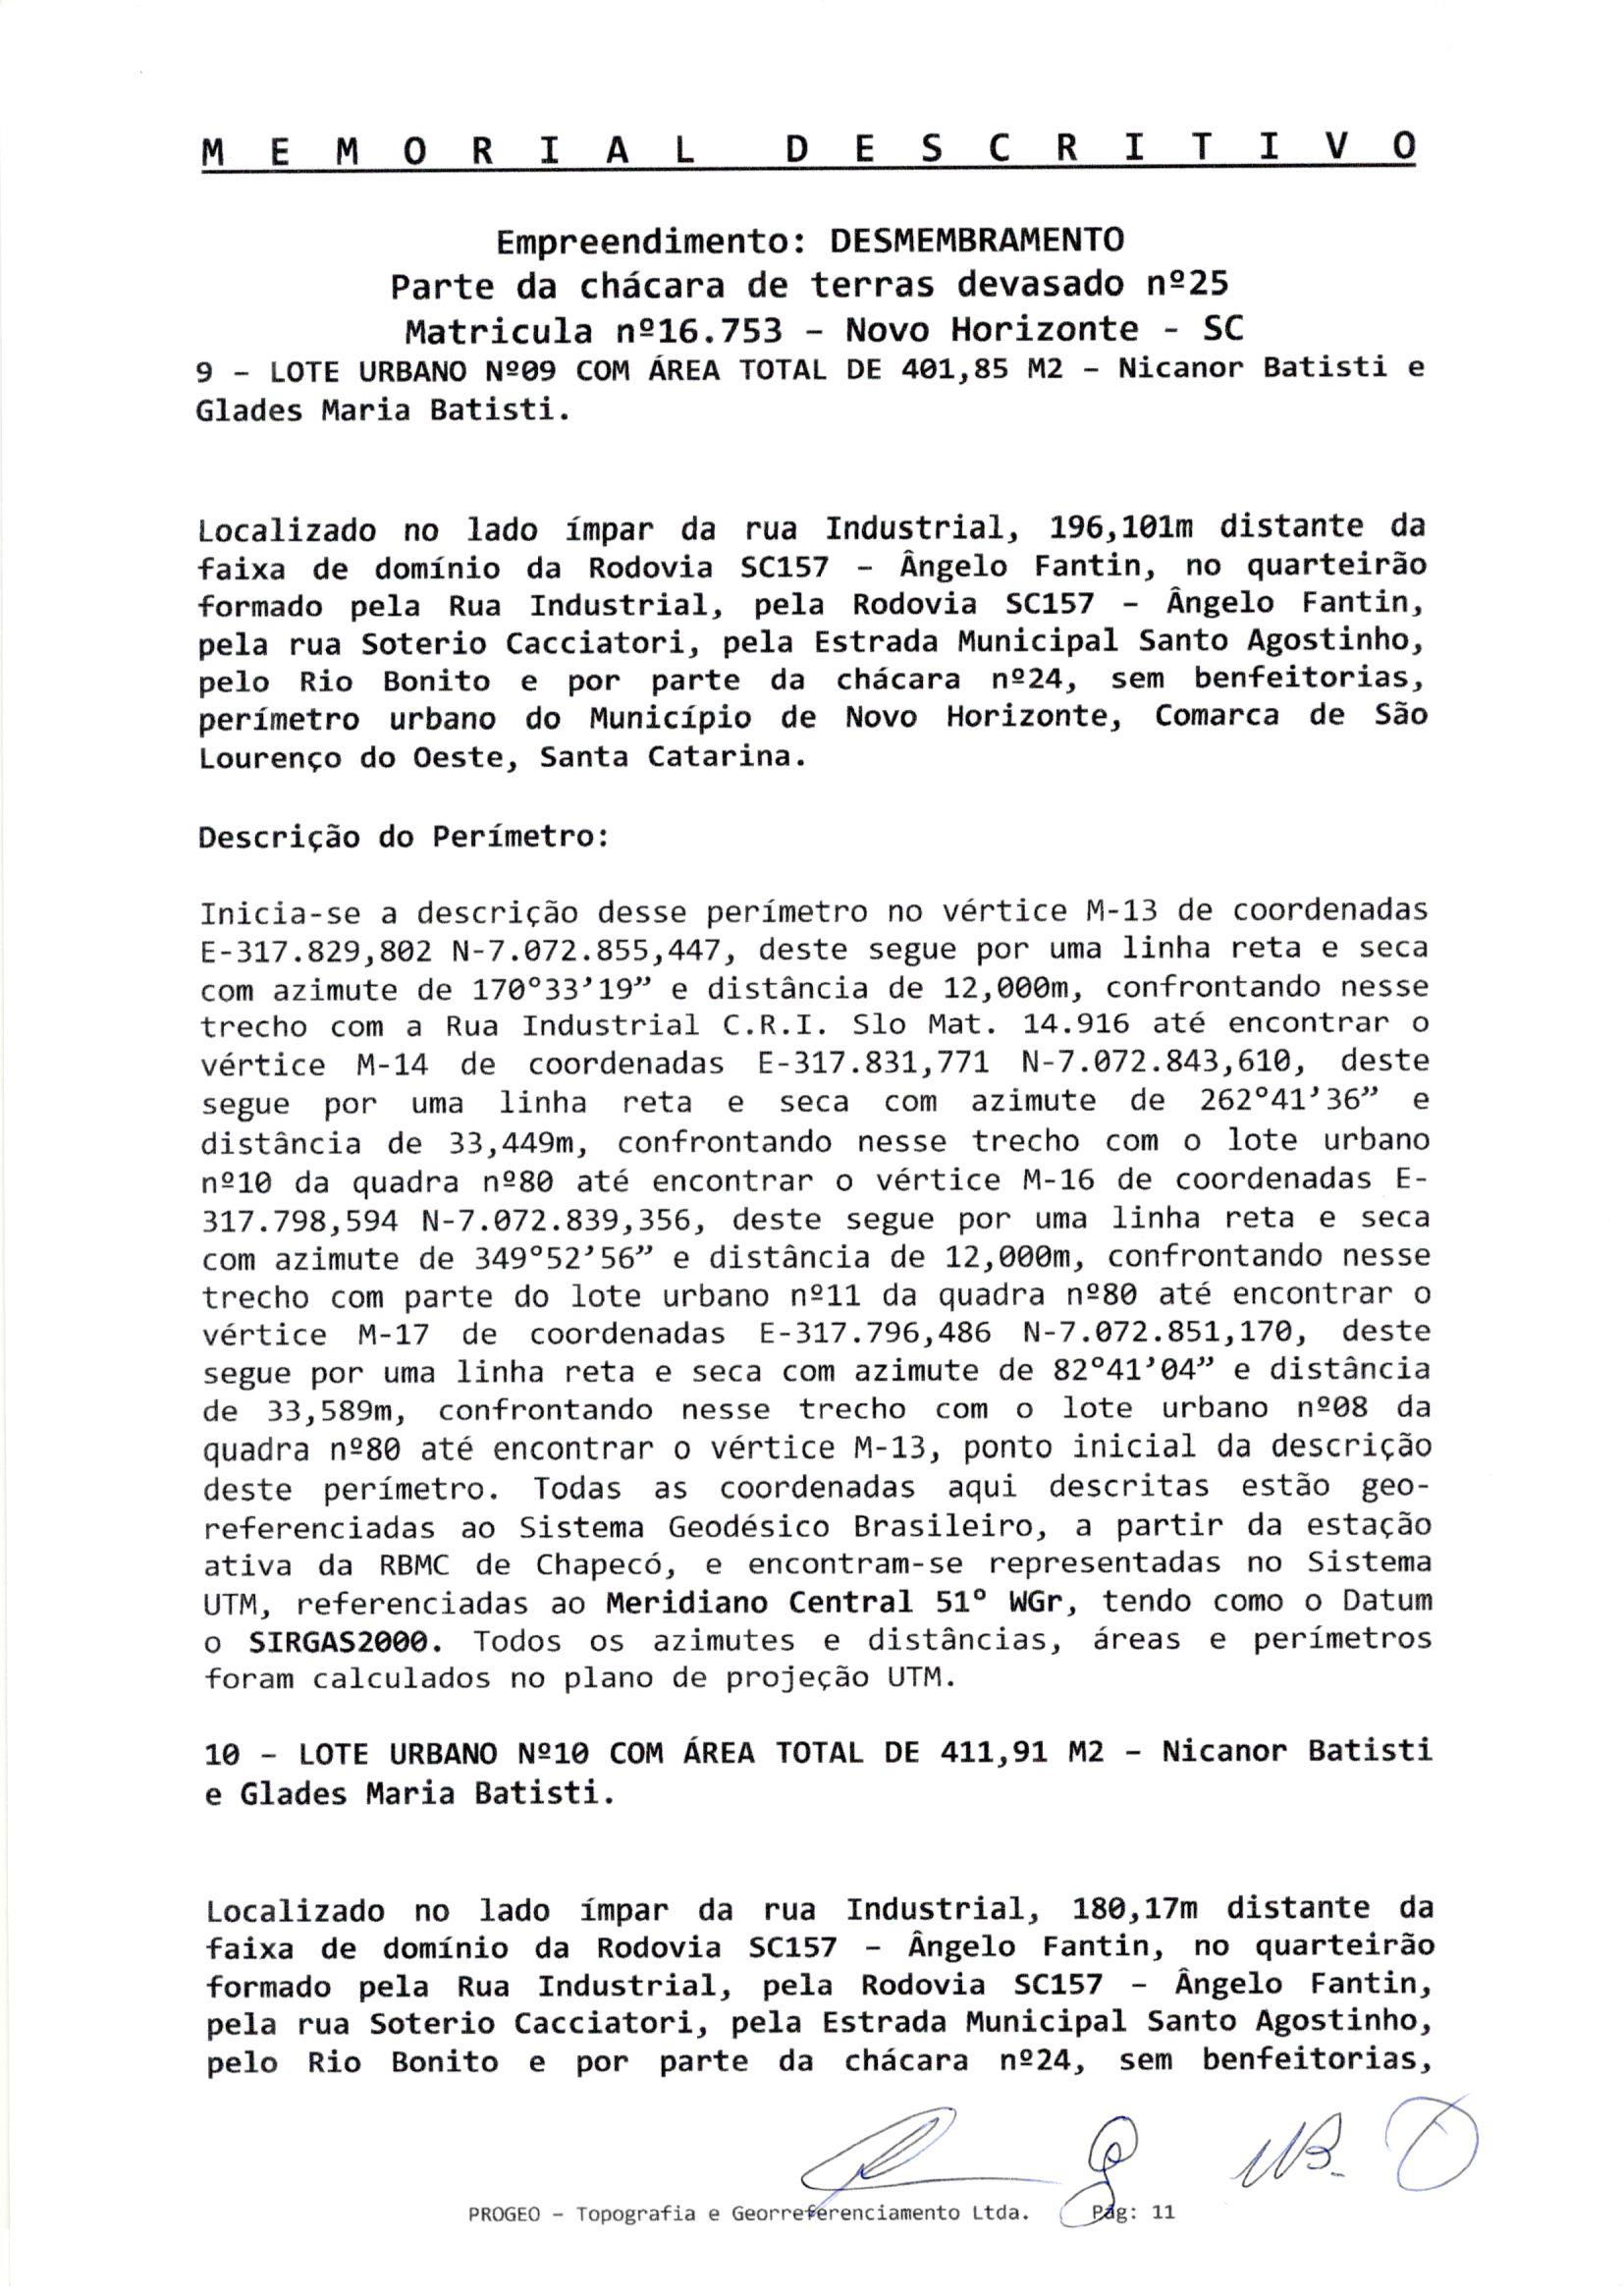 M E M O R I A L  D E S C R I T I V O
Empreendimento: DESMEMBRAMENTO
Parte da chácara de terras devasado nº25
Matricula nº16.753 – Novo Horizonte - SC
9 – LOTE URBANO Nº09 COM ÁREA TOTAL DE 401,85 M2 – Nicanor Batisti e
Glades Maria Batisti.
Localizado no lado ímpar da rua Industrial, 196,101m distante da
faixa de domínio da Rodovia SC157 – Ângelo Fantin, no quarteirão
formado pela Rua Industrial, pela Rodovia SC157 – Ângelo Fantin,
pela rua Soterio Cacciatori, pela Estrada Municipal Santo Agostinho,
pelo Rio Bonito e por parte da chácara nº24, sem benfeitorias,
perímetro urbano do Município de Novo Horizonte, Comarca de São
Lourenço do Oeste, Santa Catarina.
Descrição do Perímetro:
Inicia-se a descrição desse perímetro no vértice M-13 de coordenadas
E-317.829,802 N-7.072.855,447, deste segue por uma linha reta e seca
com azimute de 170°33’19” e distância de 12,000m, confrontando nesse
trecho com a Rua Industrial C.R.I. Slo Mat. 14.916 até encontrar o
vértice M-14 de coordenadas E-317.831,771 N-7.072.843,610, deste
segue por uma linha reta e seca com azimute de 262°41’36” e
distância de 33,449m, confrontando nesse trecho com o lote urbano
nº10 da quadra nº80 até encontrar o vértice M-16 de coordenadas E-
317.798,594 N-7.072.839,356, deste segue por uma linha reta e seca
com azimute de 349°52’56” e distância de 12,000m, confrontando nesse
trecho com parte do lote urbano nº11 da quadra nº80 até encontrar o
vértice M-17 de coordenadas E-317.796,486 N-7.072.851,170, deste
segue por uma linha reta e seca com azimute de 82°41’04” e distância
de 33,589m, confrontando nesse trecho com o lote urbano nº08 da
quadra nº80 até encontrar o vértice M-13, ponto inicial da descrição
deste perímetro. Todas as coordenadas aqui descritas estão geo-
referenciadas ao Sistema Geodésico Brasileiro, a partir da estação
ativa da RBMC de Chapecó, e encontram-se representadas no Sistema
UTM, referenciadas ao Meridiano Central 51° WGr, tendo como o Datum
o SIRGAS2000. Todos os azimutes e distâncias, áreas e perímetros
foram calculados no plano de projeção UTM.
10 – LOTE URBANO Nº10 COM ÁREA TOTAL DE 411,91 M2 – Nicanor Batisti
e Glades Maria Batisti.
Localizado no lado ímpar da rua Industrial, 180,17m distante da
faixa de domínio da Rodovia SC157 – Ângelo Fantin, no quarteirão
formado pela Rua Industrial, pela Rodovia SC157 – Ângelo Fantin,
pela rua Soterio Cacciatori, pela Estrada Municipal Santo Agostinho,
pelo Rio Bonito e por parte da chácara nº24, sem benfeitorias,
NB.
PROGEO – Topografia e Georreferenciamento Ltda. Pág: 11